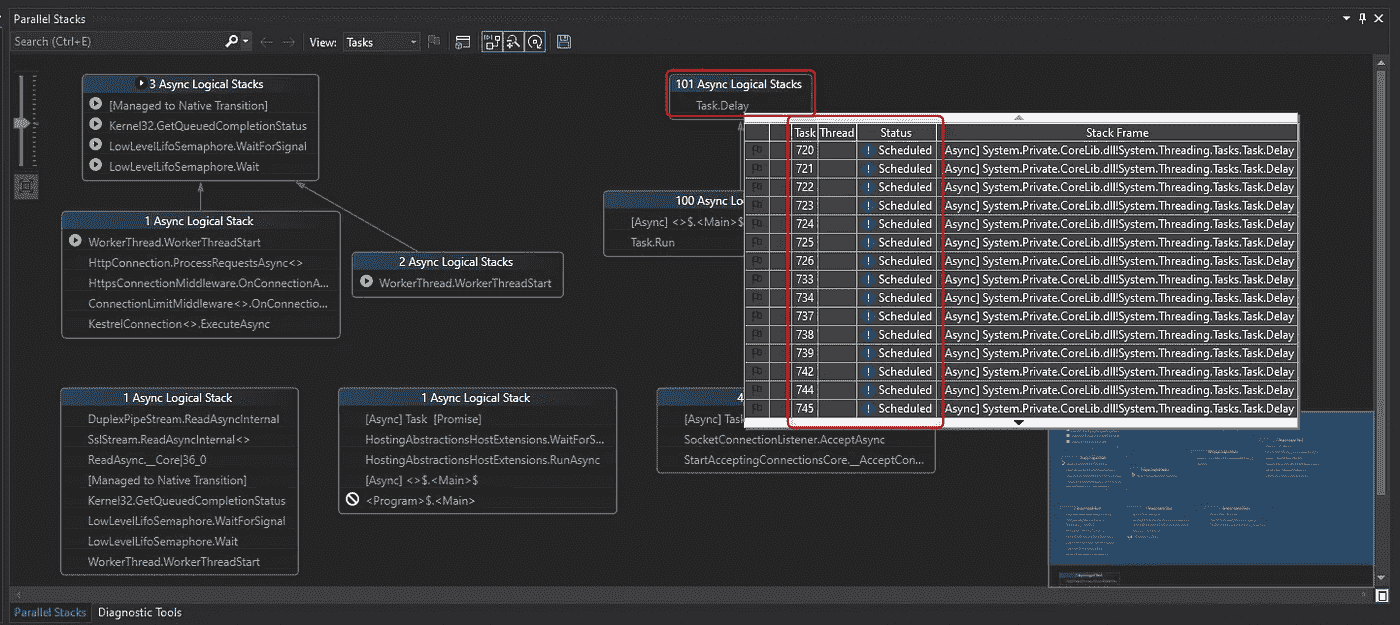 Parallel Stacks
Search (Ctrl+E)
View: Tasks
3 Async Logical Stacks
[Managed to Native Transition]
Kernel32.GetQueuedCompletionStatus
LowLevelLifoSemaphore.WaitForSignal
LowLevelLifoSemaphore.Wait
1 Async Logical Stack
WorkerThread.WorkerThreadStart
HttpConnection.ProcessRequestsAsync<>
HttpsConnectionMiddleware.OnConnectionA...
ConnectionLimitMiddleware<>.OnConnectio...
KestrelConnection<>.ExecuteAsync
2 Async Logical Stacks
WorkerThread.WorkerThreadStart
101 Async Logical Stacks
Task.Delay
100 Async Lo
[Async] <>$.<Main>$
Task.Run
Task Thread Status Stack Frame
720 ! Scheduled Async] System.Private.CoreLib.dll!System.Threading.Tasks.Task.Delay
721 ! Scheduled Async] System.Private.CoreLib.dll!System.Threading.Tasks.Task.Delay
722 ! Scheduled Async] System.Private.CoreLib.dll!System.Threading.Tasks.Task.Delay
723 ! Scheduled Async] System.Private.CoreLib.dll!System.Threading.Tasks.Task.Delay
724 ! Scheduled Async] System.Private.CoreLib.dll!System.Threading.Tasks.Task.Delay
725 ! Scheduled Async] System.Private.CoreLib.dll!System.Threading.Tasks.Task.Delay
726 ! Scheduled Async] System.Private.CoreLib.dll!System.Threading.Tasks.Task.Delay
733 ! Scheduled Async] System.Private.CoreLib.dll!System.Threading.Tasks.Task.Delay
734 ! Scheduled Async] System.Private.CoreLib.dll!System.Threading.Tasks.Task.Delay
737 ! Scheduled Async] System.Private.CoreLib.dll!System.Threading.Tasks.Task.Delay
738 ! Scheduled Async] System.Private.CoreLib.dll!System.Threading.Tasks.Task.Delay
739 ! Scheduled Async] System.Private.CoreLib.dll!System.Threading.Tasks.Task.Delay
742 ! Scheduled Async] System.Private.CoreLib.dll!System.Threading.Tasks.Task.Delay
744 ! Scheduled Async] System.Private.CoreLib.dll!System.Threading.Tasks.Task.Delay
745 ! Scheduled Async] System.Private.CoreLib.dll!System.Threading.Tasks.Task.Delay
1 Async Logical Stack
DuplexPipeStream.ReadAsyncInternal
SslStream.ReadAsyncInternal<>
ReadAsync.__Core|36_0
[Managed to Native Transition]
Kernel32.GetQueuedCompletionStatus
LowLevelLifoSemaphore.WaitForSignal
LowLevelLifoSemaphore.Wait
WorkerThread.WorkerThreadStart
1 Async Logical Stack
[Async] Task [Promise]
HostingAbstractionsHostExtensions.WaitForS...
HostingAbstractionsHostExtensions.RunAsync
[Async] <>$.<Main>$
<Program>$.<Main>
4
[Async] Task
SocketConnectionListener.AcceptAsync
StartAcceptingConnectionsCore.__AcceptCon...
Parallel Stacks Diagnostic Tools